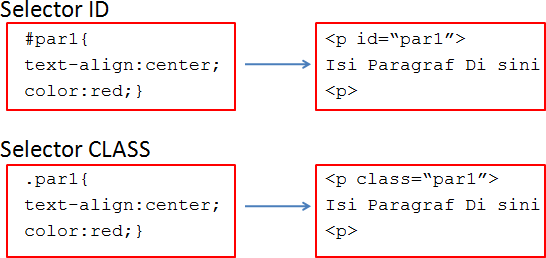 Selector ID
#par1{
text-align:center;
color:red;}
<p id=“par1”>
Isi Paragraf Di sini
<p>
Selector CLASS
.par1{
text-align:center;
color:red;}
<p class=“par1”>
Isi Paragraf Di sini
<p>